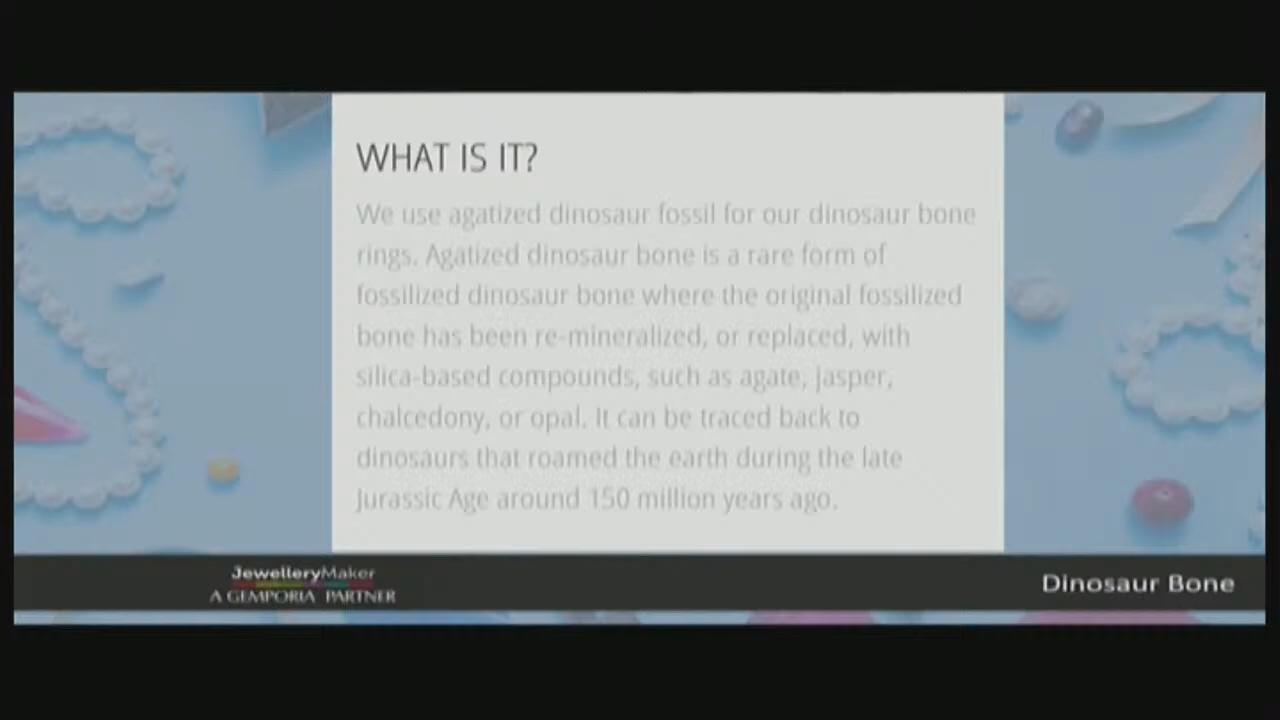 WHAT IS IT?
We use agatized dinosaur fossil for our dinosaur bone
rings. Agatized dinosaur bone is a rare form of
fossilized dinosaur bone where the original fossilized
bone has been re-mineralized, or replaced, with
silica-based compounds, such as agate, jasper,
chalcedony, or opal. It can be traced back to
dinosaurs that roamed the earth during the late
Jurassic Age around 150 million years ago.
JewelleryMaker
A GEMPORIA PARTNER
Dinosaur Bone